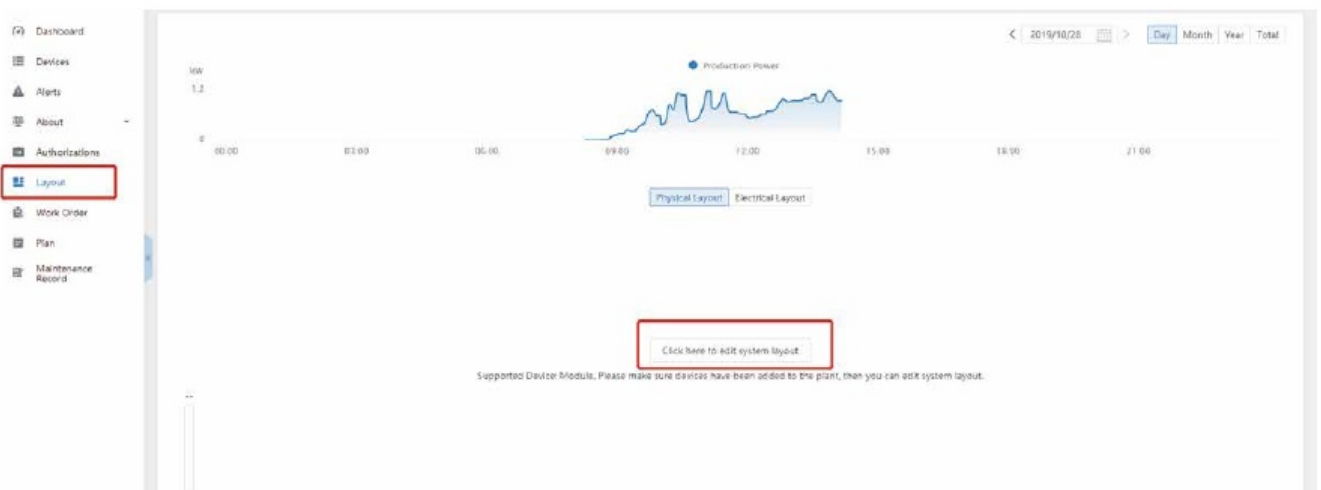 Dashboard
Devices
Alerts
About
Authorizations
Layout
Work Order
Plan
Maintenance
Record
2019/10/28
Day Month Year Total
Production Power
kW
1.2
0
00:00 03:00 06:00 09:00 12:00 15:00 18:00 21:00
Physical Layout Electrical Layout
Click here to edit system layout
Supported Device: Module. Please make sure devices have been added to the plant, then you can edit system layout.
--